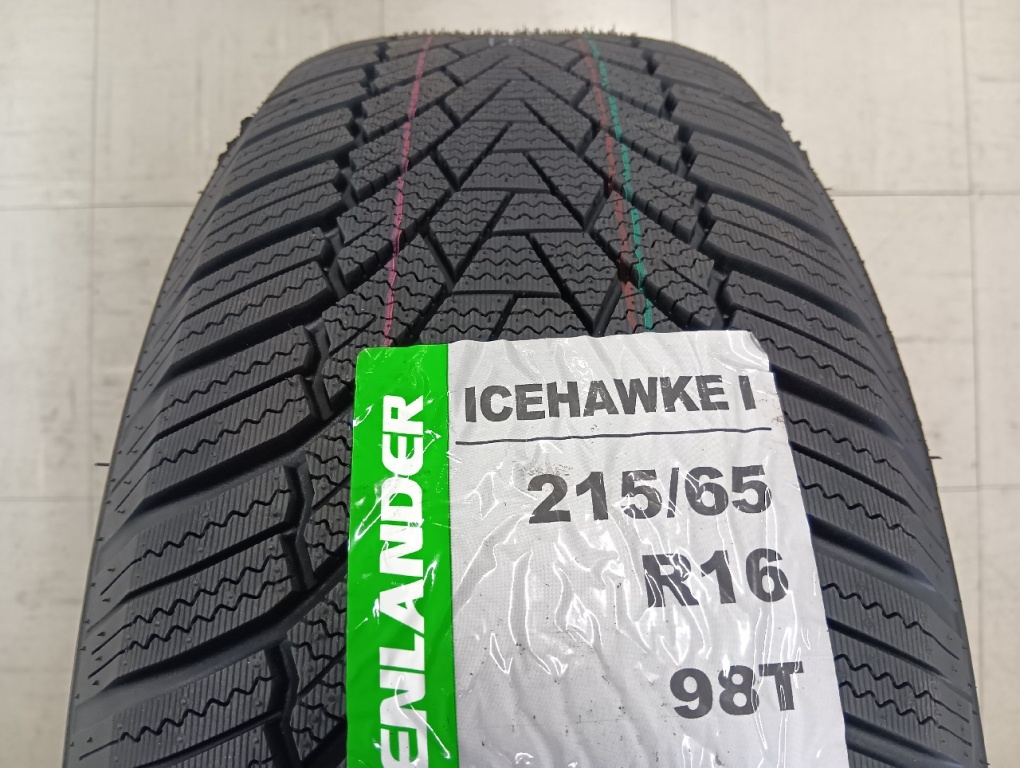 ICEHAWKE I
215/65
R16
98T
ENLANDER